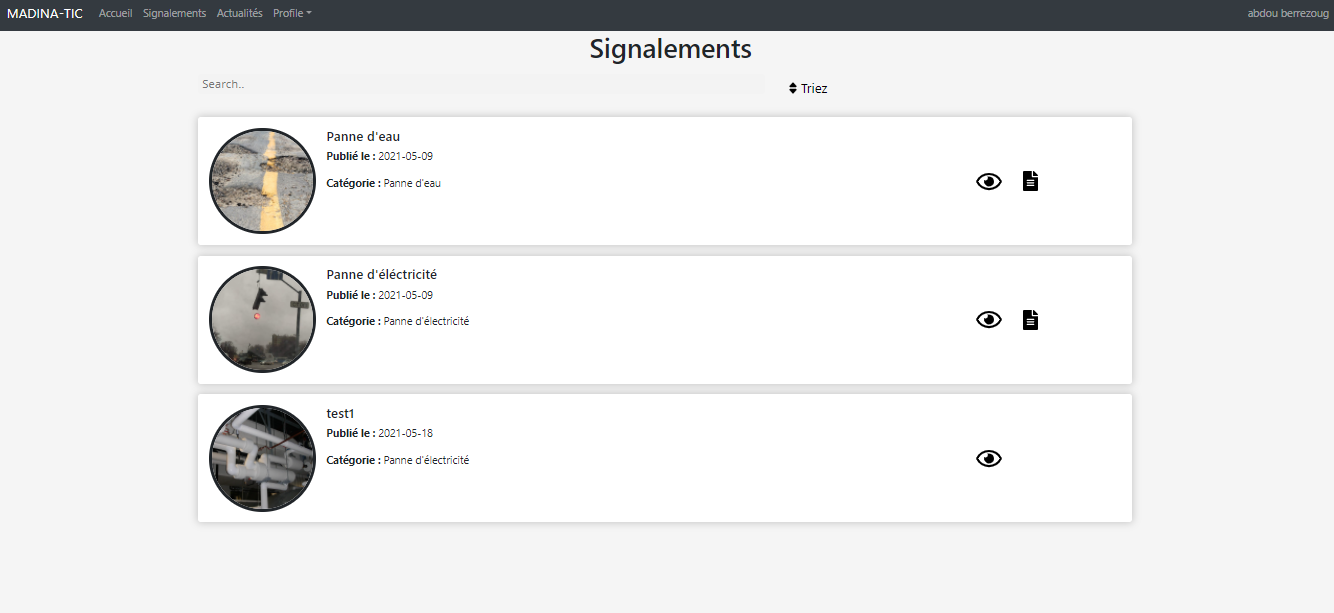 MADINA-TIC Accueil Signalements Actualités Profile abdou berrezoug
Signalements
Search..
Triez
Panne d'eau
Publié le : 2021-05-09
Catégorie : Panne d'eau
Panne d'éléctricité
Publié le : 2021-05-09
Catégorie : Panne d'électricité
test1
Publié le : 2021-05-18
Catégorie : Panne d'électricité